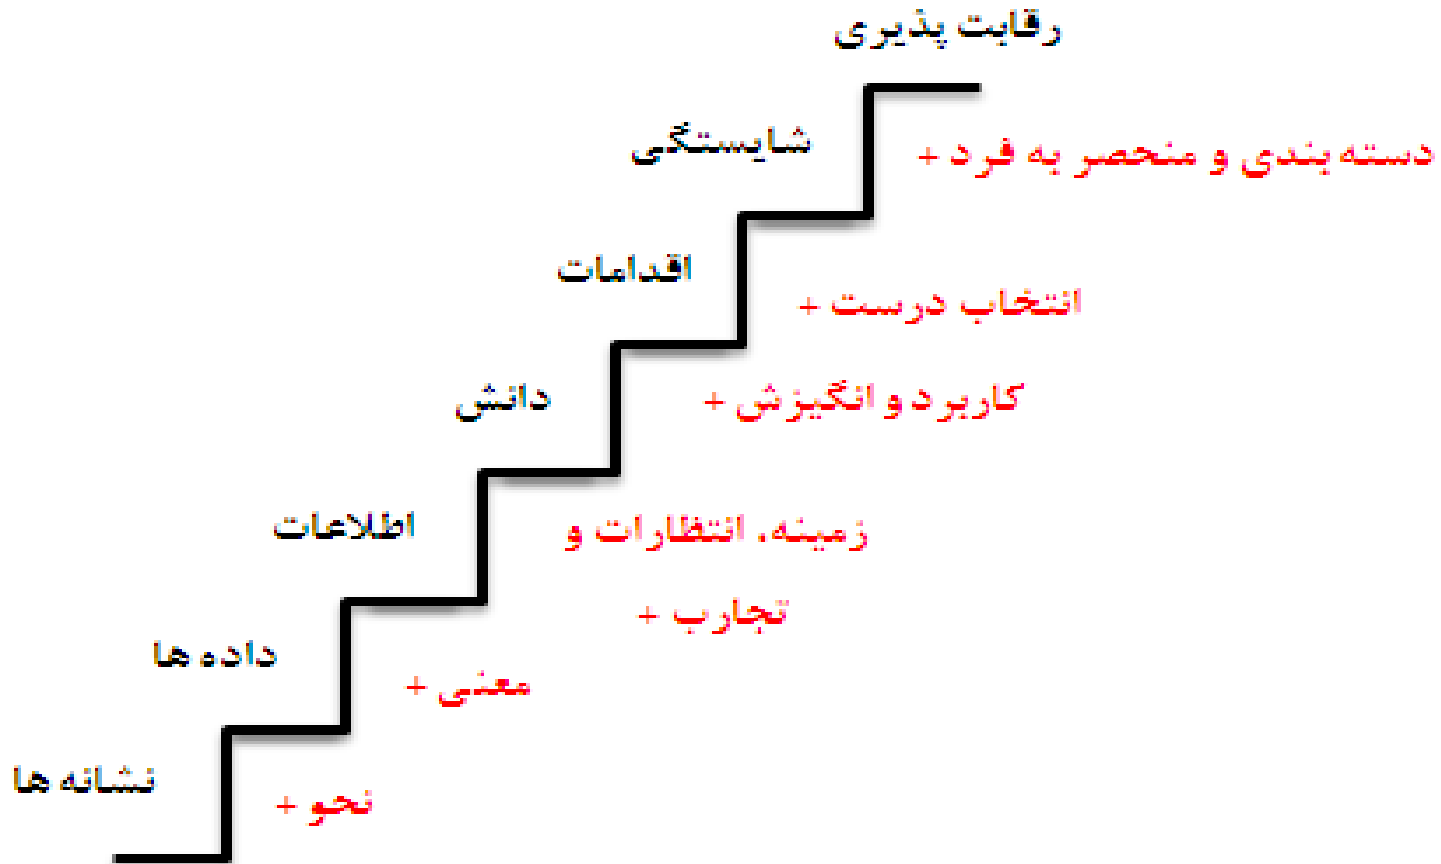 رقابت پذیری
شایستگی
+ دسته بندی و منحصر به فرد
اقدامات
+ انتخاب درست
دانش
+ کاربرد و انگیزش
اطلاعات
زمینه، انتظارات و
+ تجارب
داده ها
+ معنی
نشانه ها
+ نحو